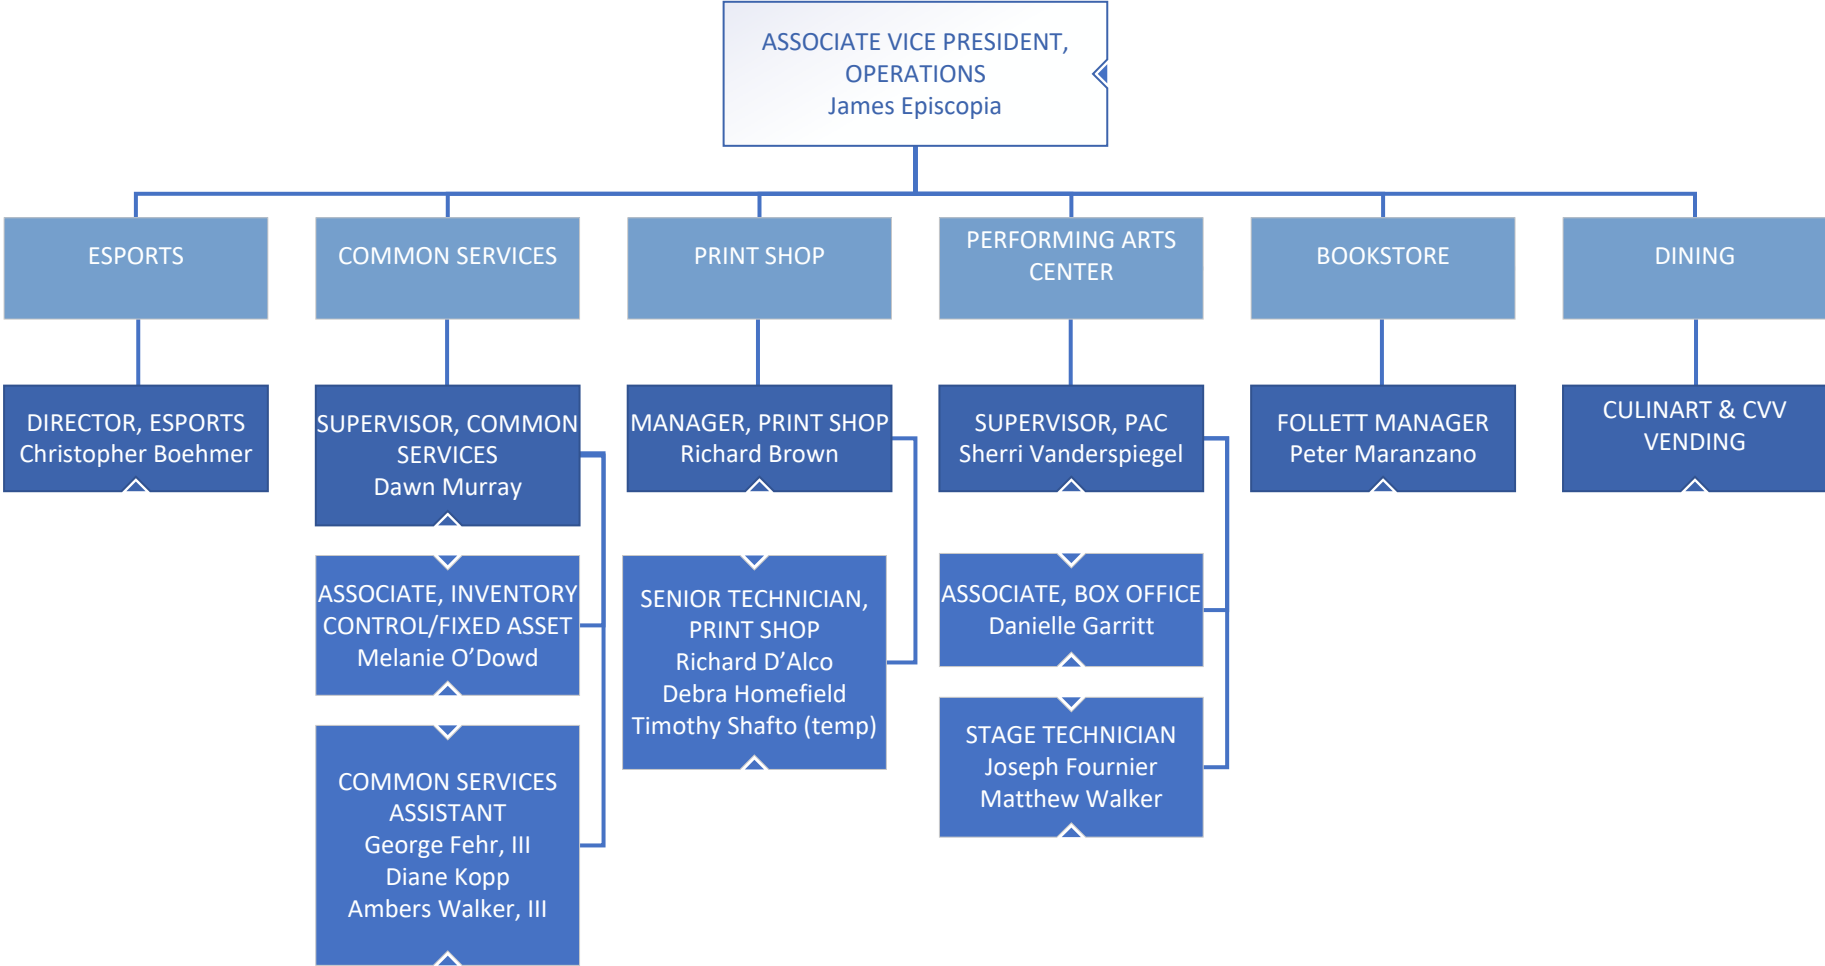 ASSOCIATE VICE PRESIDENT,
OPERATIONS
James Episcopia
ESPORTS
COMMON SERVICES
PRINT SHOP
PERFORMING ARTS
CENTER
BOOKSTORE
DINING
DIRECTOR, ESPORTS
Christopher Boehmer
SUPERVISOR, COMMON
SERVICES
Dawn Murray
MANAGER, PRINT SHOP
Richard Brown
SUPERVISOR, PAC
Sherri Vanderspiegel
FOLLETT MANAGER
Peter Maranzano
CULINART & CVV
VENDING
ASSOCIATE, INVENTORY
CONTROL/FIXED ASSET
Melanie O’Dowd
SENIOR TECHNICIAN,
PRINT SHOP
Richard D’Alco
Debra Homefield
Timothy Shafto (temp)
ASSOCIATE, BOX OFFICE
Danielle Garritt
COMMON SERVICES
ASSISTANT
George Fehr, III
Diane Kopp
Ambers Walker, III
STAGE TECHNICIAN
Joseph Fournier
Matthew Walker